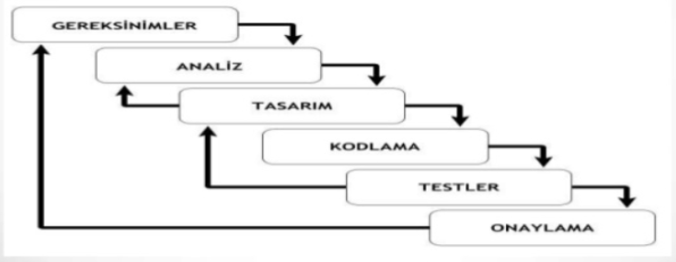 GEREKSİNİMLER
ANALİZ
TASARIM
KODLAMA
TESTLER
ONAYLAMA